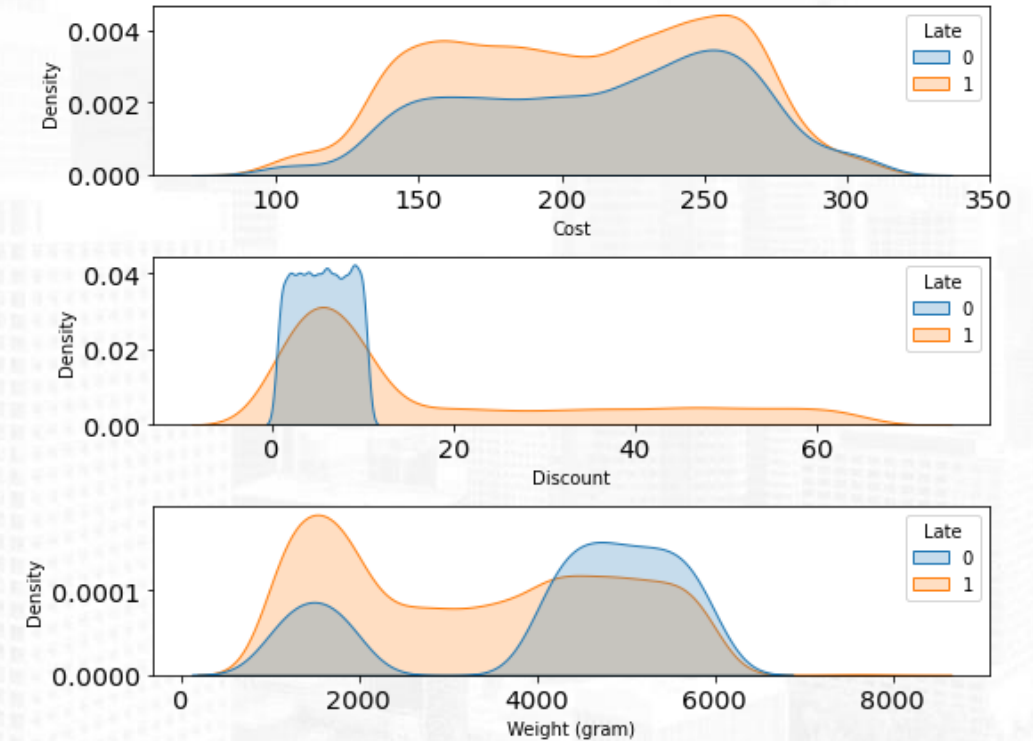 Density
0.004
0.002
0.000
Late
0
1
100 150 200 250 300 350
Cost
Density
0.04
0.02
0.00
Late
0
1
0 20 40 60
Discount
Density
0.0001
0.0000
Late
0
1
0 2000 4000 6000 8000
Weight (gram)